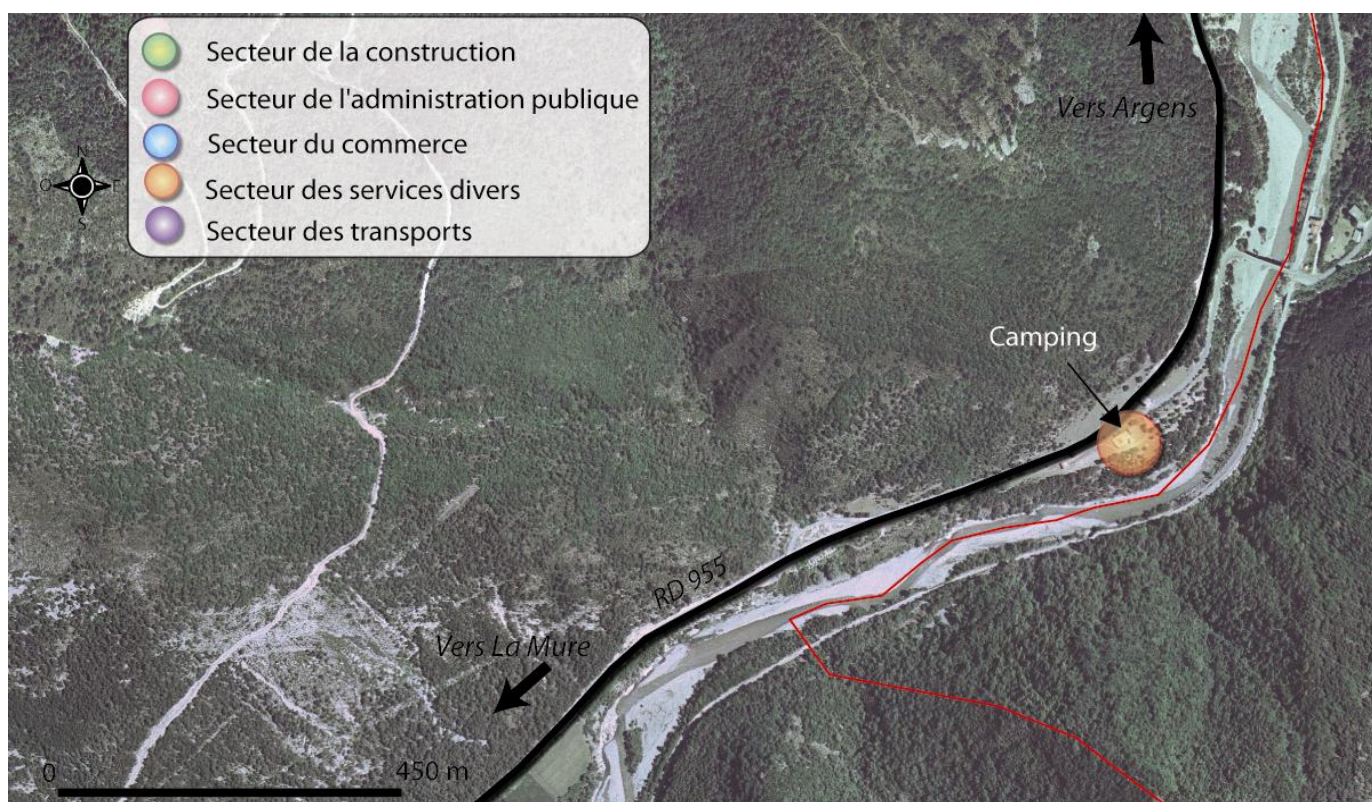 Secteur de la construction
Secteur de l'administration publique
Secteur du commerce
Secteur des services divers
Secteur des transports
N
O E
S
Vers Argens
Camping
RD 955
Vers La Mure
0 450 m